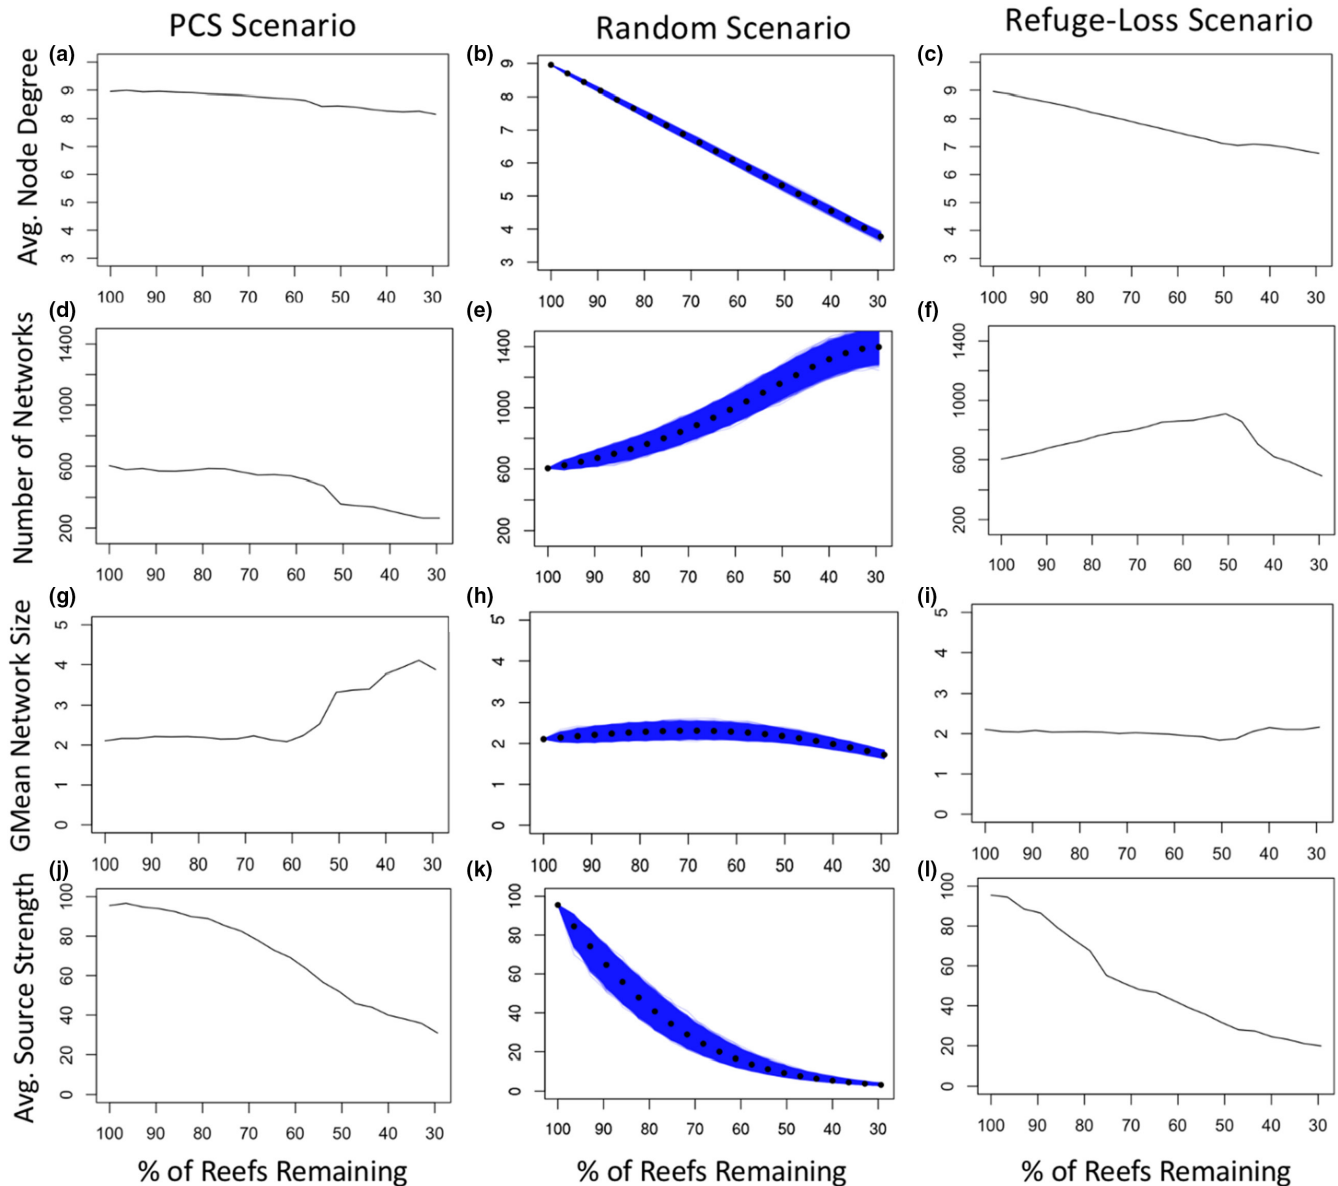 PCS Scenario
Random Scenario
Refuge-Loss Scenario
(a)
(b)
(c)
Avg. Node Degree
9
8
7
6
5
4
3
100 90 80 70 60 50 40 30
9
8
7
6
5
4
3
100 90 80 70 60 50 40 30
9
8
7
6
5
4
3
100 90 80 70 60 50 40 30
(d)
(e)
(f)
Number of Networks
1400
1000
600
200
100 90 80 70 60 50 40 30
1400
1000
600
200
100 90 80 70 60 50 40 30
1400
1000
600
200
100 90 80 70 60 50 40 30
(g)
(h)
(i)
GMean Network Size
5
4
3
2
1
0
100 90 80 70 60 50 40 30
5
4
3
2
1
0
100 90 80 70 60 50 40 30
5
4
3
2
1
0
100 90 80 70 60 50 40 30
(j)
(k)
(l)
Avg. Source Strength
100
80
60
40
20
0
100 90 80 70 60 50 40 30
100
80
60
40
20
0
100 90 80 70 60 50 40 30
100
80
60
40
20
0
100 90 80 70 60 50 40 30
% of Reefs Remaining
% of Reefs Remaining
% of Reefs Remaining